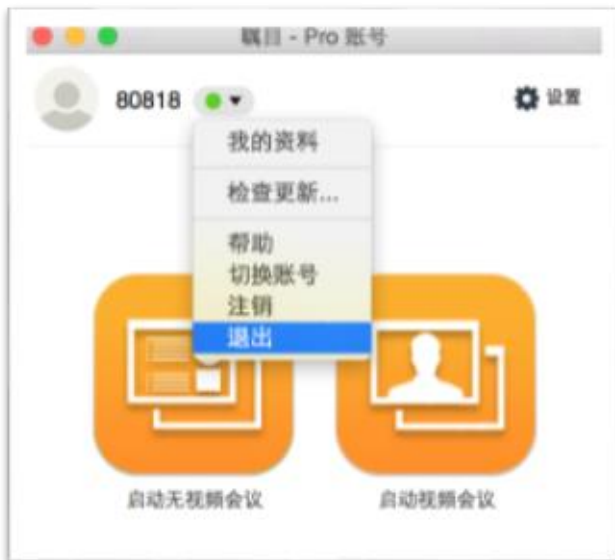 瞩目 - Pro 账号
80818
设置
我的资料
检查更新...
帮助
切换账号
注销
退出
启动无视频会议
启动视频会议